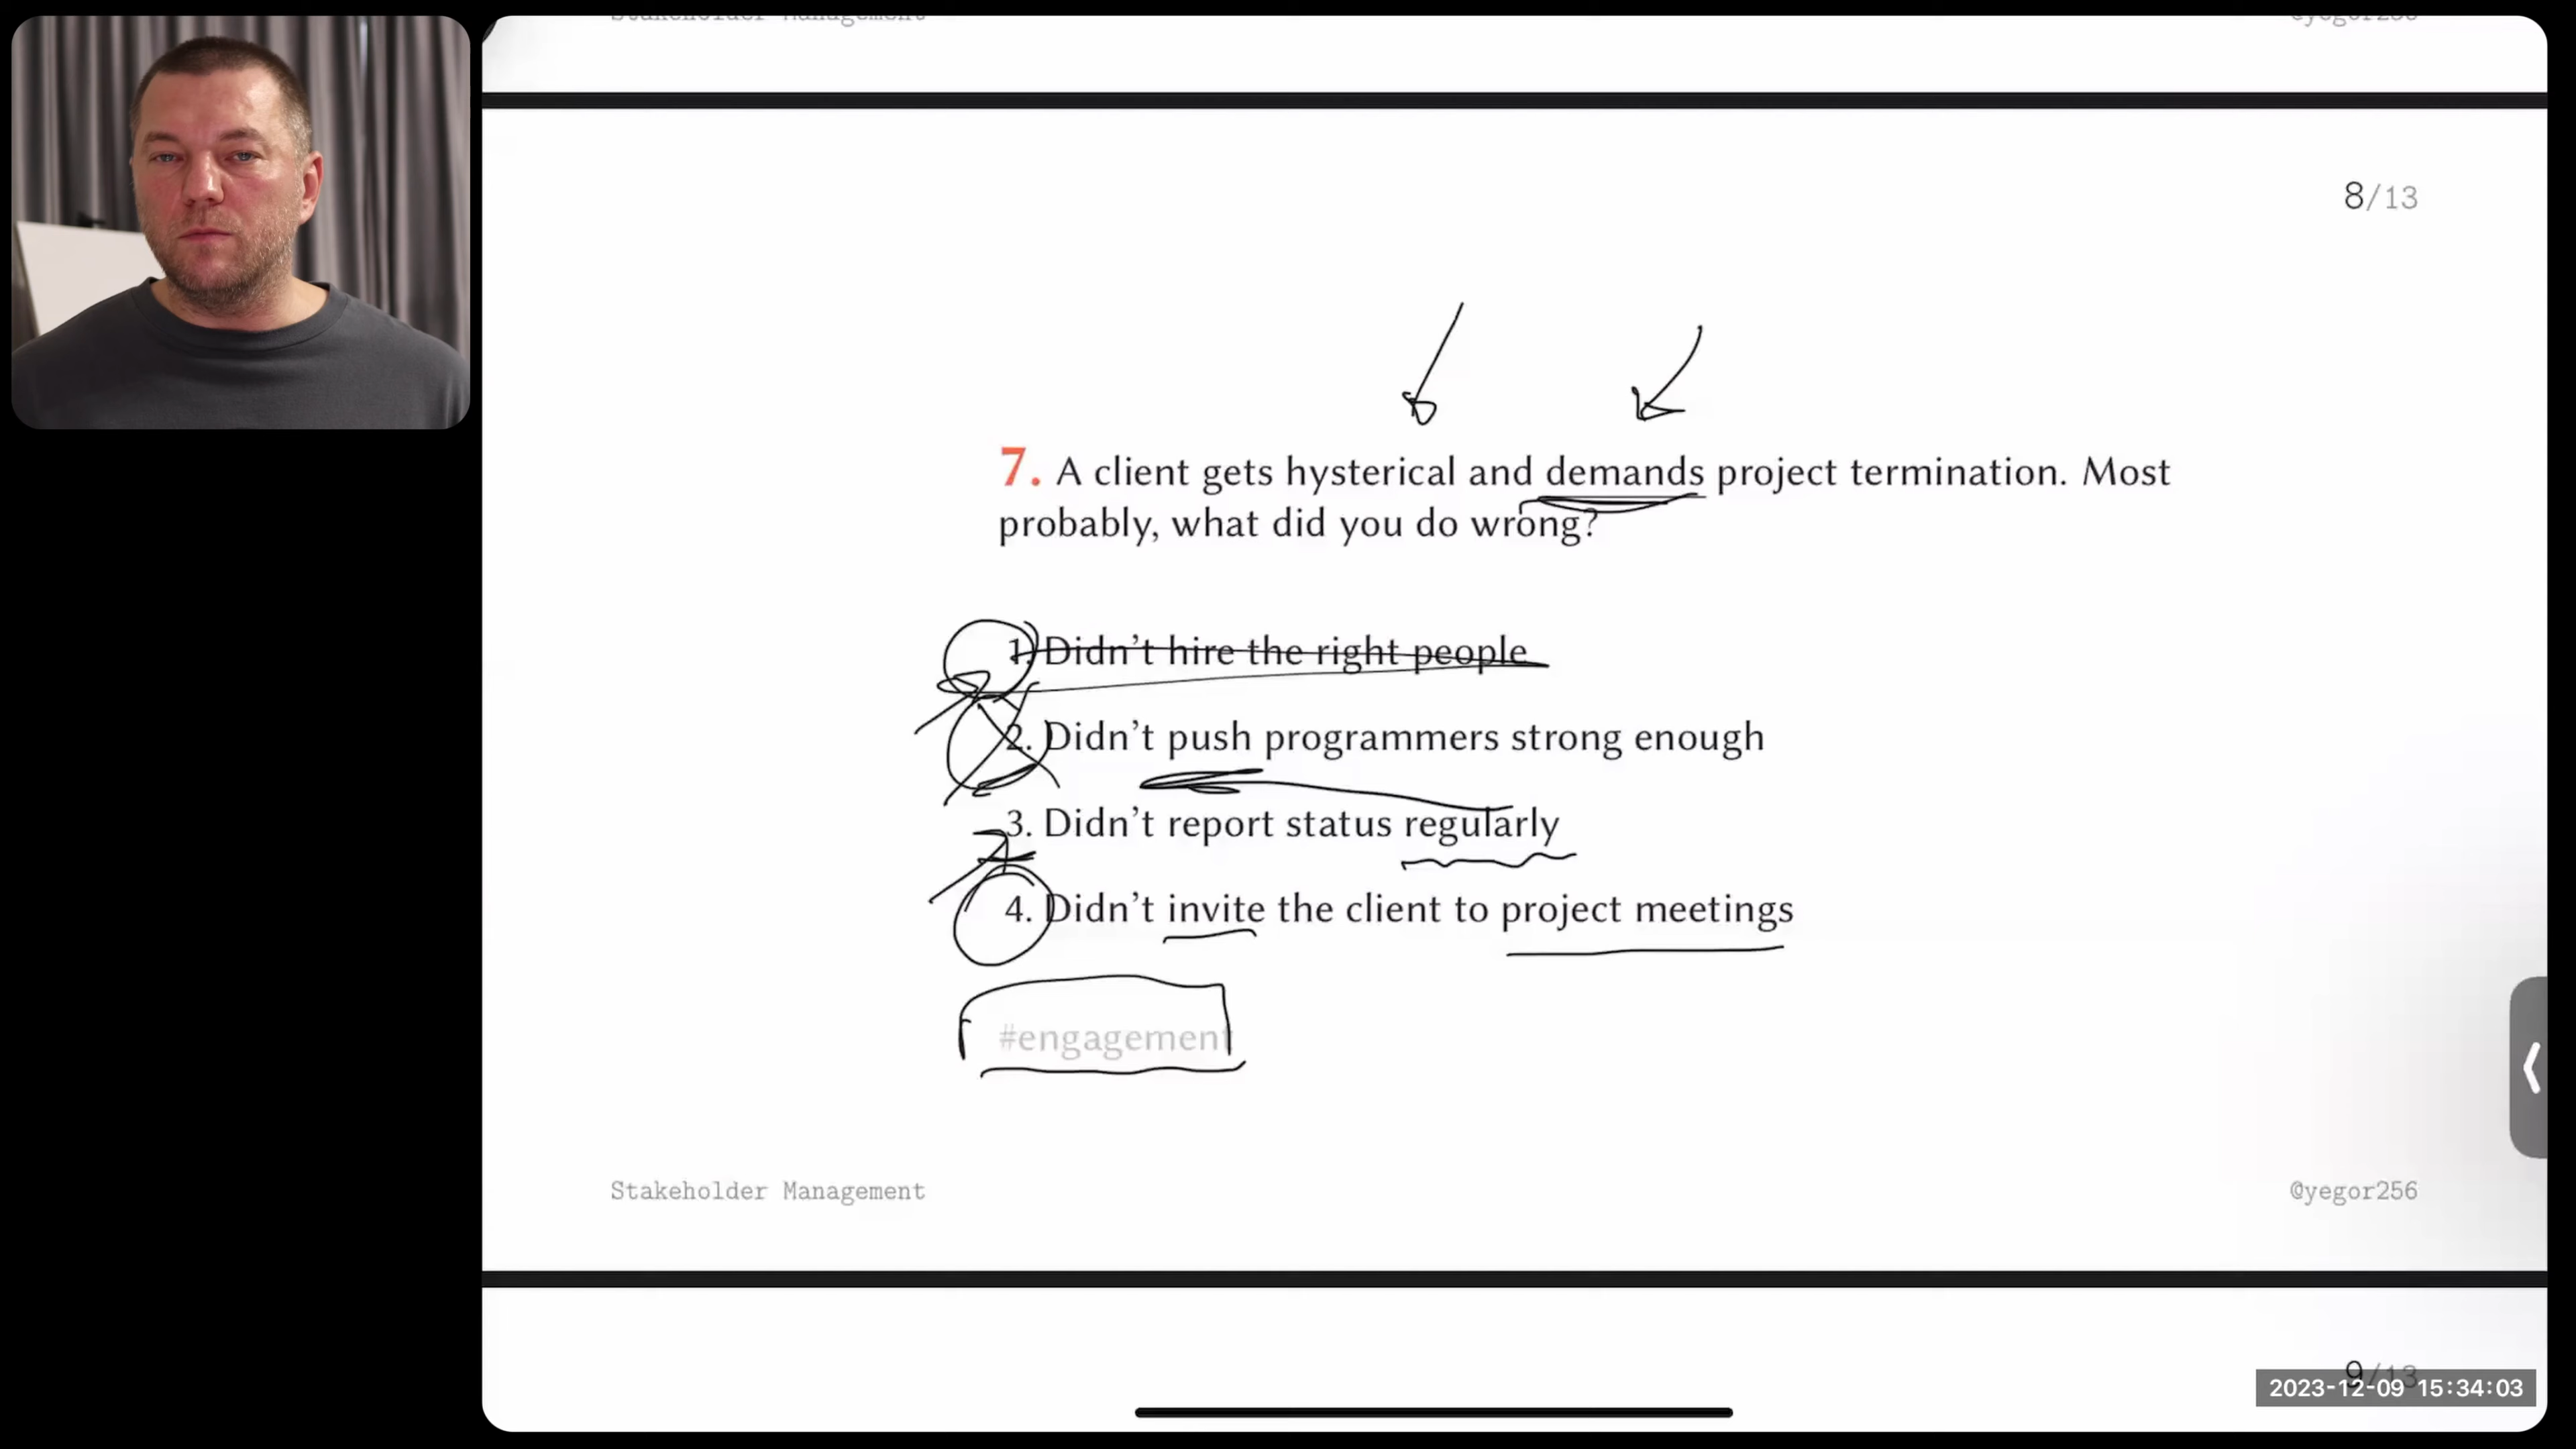 8/13
7. A client gets hysterical and demands project termination. Most
probably, what did you do wrong?
1. Didn't hire the right people
2. Didn't push programmers strong enough
3. Didn't report status regularly
4. Didn't invite the client to project meetings
#engagement
Stakeholder Management
@yegor256
9/13
2023-12-09 15:34:03